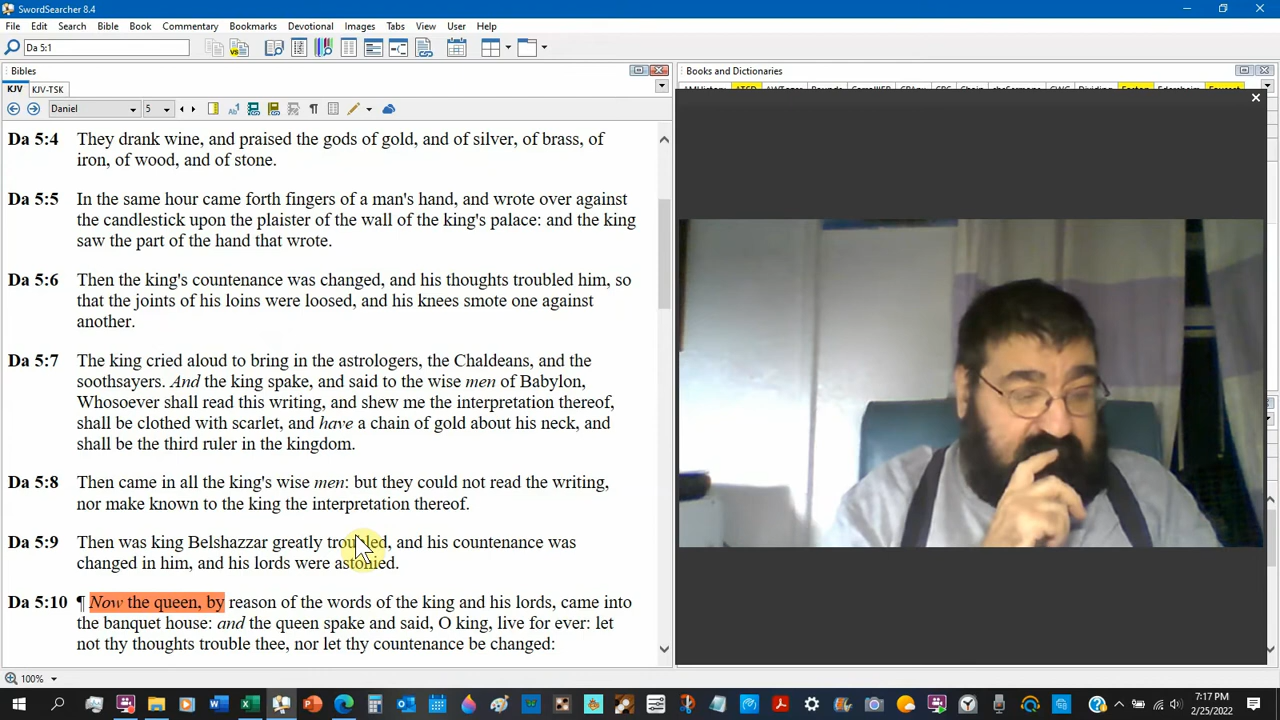 SwordSearcher 8.4
File Edit Search Bible Book Commentary Bookmarks Devotional Images Tabs View User Help
Da 5:1
Bibles
KJV KJV-TSK
Daniel 5
Da 5:4 They drank wine, and praised the gods of gold, and of silver, of brass, of
iron, of wood, and of stone.
Da 5:5 In the same hour came forth fingers of a man's hand, and wrote over against
the candlestick upon the plaister of the wall of the king's palace: and the king
saw the part of the hand that wrote.
Da 5:6 Then the king's countenance was changed, and his thoughts troubled him, so
that the joints of his loins were loosed, and his knees smote one against
another.
Da 5:7 The king cried aloud to bring in the astrologers, the Chaldeans, and the
soothsayers. And the king spake, and said to the wise men of Babylon,
Whosoever shall read this writing, and shew me the interpretation thereof,
shall be clothed with scarlet, and have a chain of gold about his neck, and
shall be the third ruler in the kingdom.
Da 5:8 Then came in all the king's wise men: but they could not read the writing,
nor make known to the king the interpretation thereof.
Da 5:9 Then was king Belshazzar greatly troubled, and his countenance was
changed in him, and his lords were astonied.
Da 5:10 ¶ Now the queen, by reason of the words of the king and his lords, came into
the banquet house: and the queen spake and said, O king, live for ever: let
not thy thoughts trouble thee, nor let thy countenance be changed:
100%
Books and Dictionaries
7:17 PM
2/25/2022